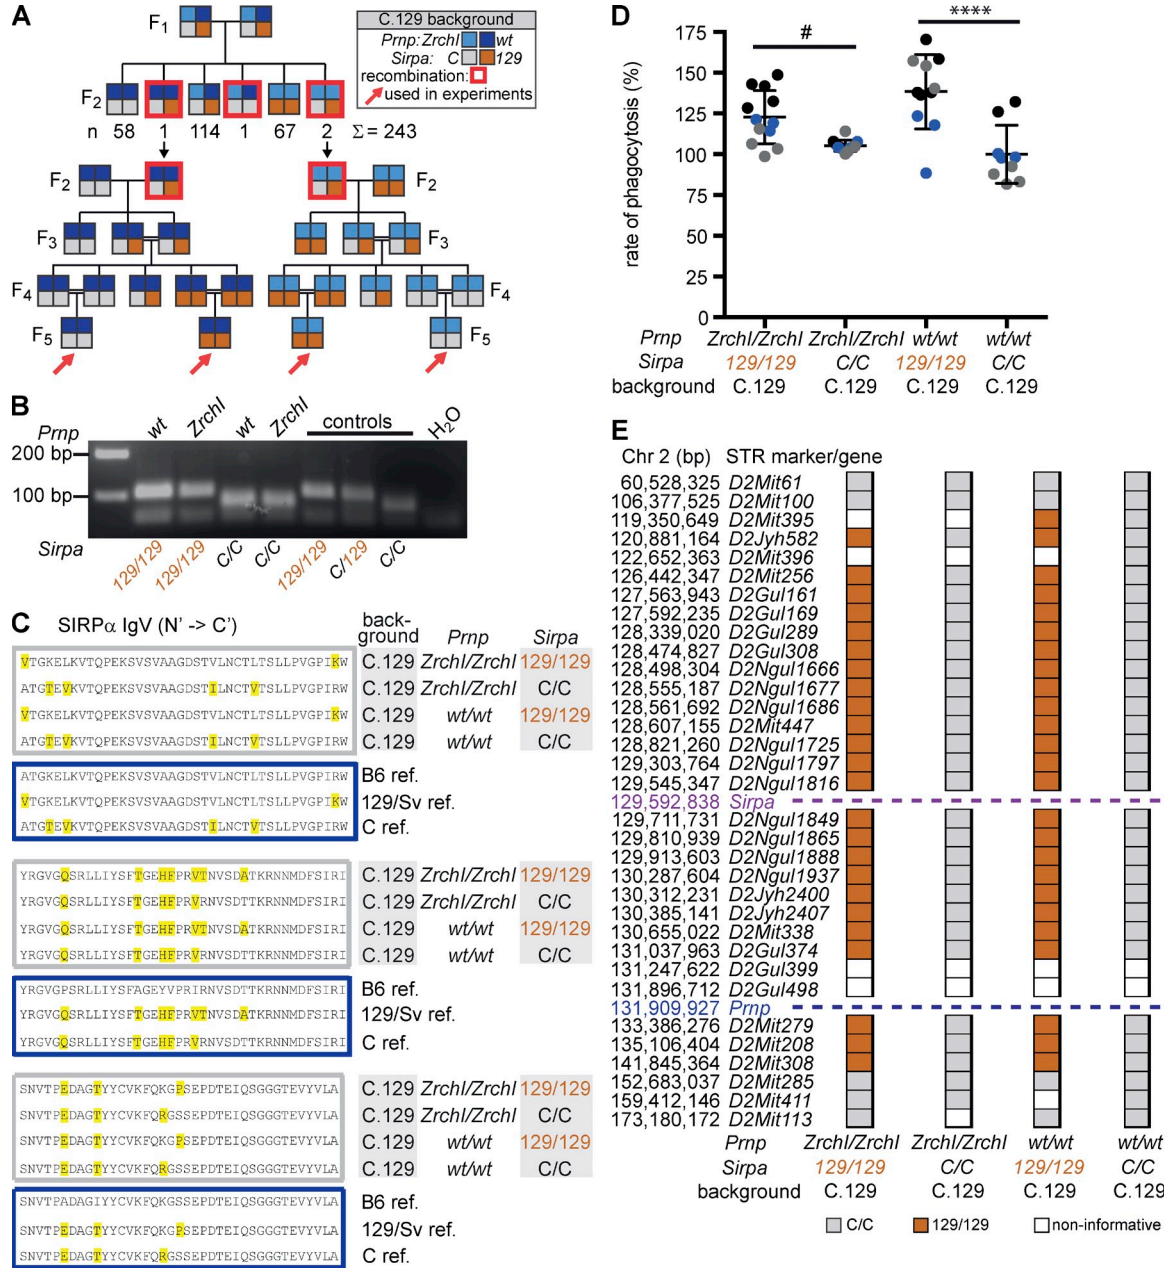 A
F1
C.129 background
Prnp: ZrchI wt
Sirpa: C 129
recombination:
used in experiments
F2
n 58 1 114 1 67 2 Σ = 243
F2 F2
F3 F3
F4 F4
F5 F5
B
Prnp wt ZrchI wt ZrchI controls H2O
200 bp
100 bp
Sirpa 129/129 129/129 C/C C/C 129/129 C/129 C/C
C
SIRPα IgV (N' -> C')
back-ground Prnp Sirpa
VTGKELKVTQPEKSVSVAAGDSTVLNCTLTSLLPVGPIKW C.129 ZrchI/ZrchI 129/129
ATGTEVKVTQPEKSVSVAAGDSTILNCTVTSLLPVGPIRW C.129 ZrchI/ZrchI C/C
VTGKELKVTQPEKSVSVAAGDSTVLNCTLTSLLPVGPIKW C.129 wt/wt 129/129
ATGTEVKVTQPEKSVSVAAGDSTILNCTVTSLLPVGPIRW C.129 wt/wt C/C
ATGKELKVTQPEKSVSVAAGDSTVLNCTLTSLLPVGPIRW B6 ref.
VTGKELKVTQPEKSVSVAAGDSTVLNCTLTSLLPVGPIKW 129/Sv ref.
ATGTEVKVTQPEKSVSVAAGDSTILNCTVTSLLPVGPIRW C ref.
YRGVGQSRLLIYSFTGEHFPRVTNVSDATKRNNMDFSIRI C.129 ZrchI/ZrchI 129/129
YRGVGQSRLLIYSFTGEHFPRVRNVSDTTKRNNMDFSIRI C.129 ZrchI/ZrchI C/C
YRGVGQSRLLIYSFTGEHFPRVTNVSDATKRNNMDFSIRI C.129 wt/wt 129/129
YRGVGQSRLLIYSFTGEHFPRVRNVSDTTKRNNMDFSIRI C.129 wt/wt C/C
YRGVGPSRLLIYSFAGEYVPRIRNVSDTTKRNNMDFSIRI B6 ref.
YRGVGQSRLLIYSFTGEHFPRVTNVSDATKRNNMDFSIRI 129/Sv ref.
YRGVGQSRLLIYSFTGEHFPRVRNVSDTTKRNNMDFSIRI C ref.
SNVTPEDAGTYYCVKFQKGPSEPDTEIQSGGGTEVYVLA C.129 ZrchI/ZrchI 129/129
SNVTPEDAGTYYCVKFQRGSSEPDTEIQSGGGTEVYVLA C.129 ZrchI/ZrchI C/C
SNVTPEDAGTYYCVKFQKGPSEPDTEIQSGGGTEVYVLA C.129 wt/wt 129/129
SNVTPEDAGTYYCVKFQRGSSEPDTEIQSGGGTEVYVLA C.129 wt/wt C/C
SNVTPADAGIYYCVKFQKGSSEPDTEIQSGGGTEVYVLA B6 ref.
SNVTPEDAGTYYCVKFQKGPSEPDTEIQSGGGTEVYVLA 129/Sv ref.
SNVTPEDAGTYYCVKFQRGSSEPDTEIQSGGGTEVYVLA C ref.
D
rate of phagocytosis (%)
# ****
175
150
125
100
75
50
25
0
Prnp ZrchI/ZrchI ZrchI/ZrchI wt/wt wt/wt
Sirpa 129/129 C/C 129/129 C/C
background C.129 C.129 C.129 C.129
E
Chr 2 (bp) STR marker/gene
60,528,325 D2Mit61
106,377,525 D2Mit100
119,350,649 D2Mit395
120,881,164 D2Jyh582
122,652,363 D2Mit396
126,442,347 D2Mit256
127,563,943 D2Gul161
127,592,235 D2Gul169
128,339,020 D2Gul289
128,474,827 D2Gul308
128,498,304 D2Ngul1666
128,555,187 D2Ngul1677
128,561,692 D2Ngul1686
128,607,155 D2Mit447
128,821,260 D2Ngul1725
129,303,764 D2Ngul1797
129,545,347 D2Ngul1816
129,592,838 Sirpa
129,711,731 D2Ngul1849
129,810,939 D2Ngul1865
129,913,603 D2Ngul1888
130,287,604 D2Ngul1937
130,312,231 D2Jyh2400
130,385,141 D2Jyh2407
130,655,022 D2Mit338
131,037,963 D2Gul374
131,247,622 D2Gul399
131,896,712 D2Gul498
131,909,927 Prnp
133,386,276 D2Mit279
135,106,404 D2Mit208
141,845,364 D2Mit308
152,683,037 D2Mit285
159,412,146 D2Mit411
173,180,172 D2Mit113
Prnp ZrchI/ZrchI ZrchI/ZrchI wt/wt wt/wt
Sirpa 129/129 C/C 129/129 C/C
background C.129 C.129 C.129 C.129
C/C 129/129 non-informative